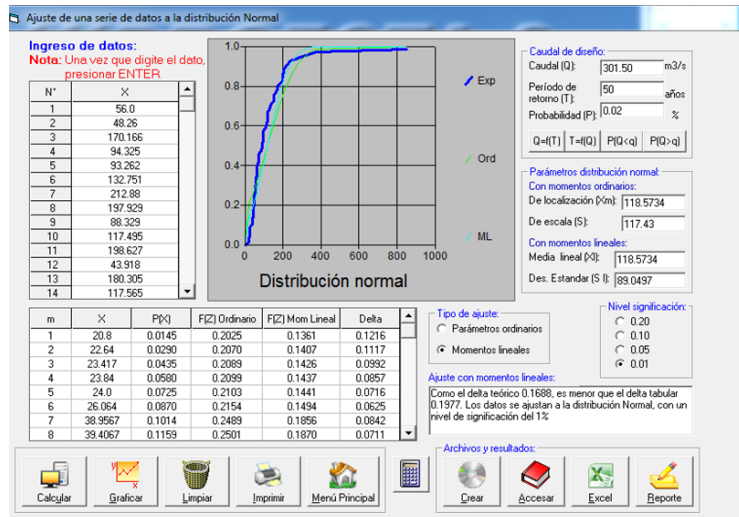 Ajuste de una serie de datos a la distribución Normal
Ingreso de datos:
Nota: Una vez que digite el dato,
presionar ENTER
N° X
1 56.0
2 48.26
3 170.166
4 94.325
5 93.262
6 132.751
7 212.88
8 197.929
9 88.329
10 117.495
11 198.627
12 43.918
13 180.305
14 117.565
1.0
0.8
0.6
0.4
0.2
0.0
0 200 400 600 800 1000
Distribución normal
Exp
Ord
ML
Caudal de diseño:
Caudal (Q): 301.50 m3/s
Período de
retorno (T): 50 años
Probabilidad (P): 0.02 %
Q=f(T) T=f(Q) P(Q<q) P(Q>q)
Parámetros distribución normal:
Con momentos ordinarios:
De localización (Xm): 118.5734
De escala (S): 117.43
Con momentos lineales:
Media lineal (Xl): 118.5734
Des. Estandar (S l): 89.0497
m X P(X) F(Z) Ordinario F(Z) Mom Lineal Delta
1 20.8 0.0145 0.2025 0.1361 0.1216
2 22.64 0.0290 0.2070 0.1407 0.1117
3 23.417 0.0435 0.2089 0.1426 0.0992
4 23.84 0.0580 0.2099 0.1437 0.0857
5 24.0 0.0725 0.2103 0.1441 0.0716
6 26.064 0.0870 0.2154 0.1494 0.0625
7 38.9567 0.1014 0.2489 0.1856 0.0842
8 39.4067 0.1159 0.2501 0.1870 0.0711
Tipo de ajuste:
Parámetros ordinarios
Momentos lineales
Nivel significación:
0.20
0.10
0.05
0.01
Ajuste con momentos lineales:
Como el delta teórico 0.1688, es menor que el delta tabular
0.1977. Los datos se ajustan a la distribución Normal, con un
nivel de significación del 1%
Calcular Graficar Limpiar Imprimir Menú Principal
Archivos y resultados:
Crear Accesar Excel Reporte